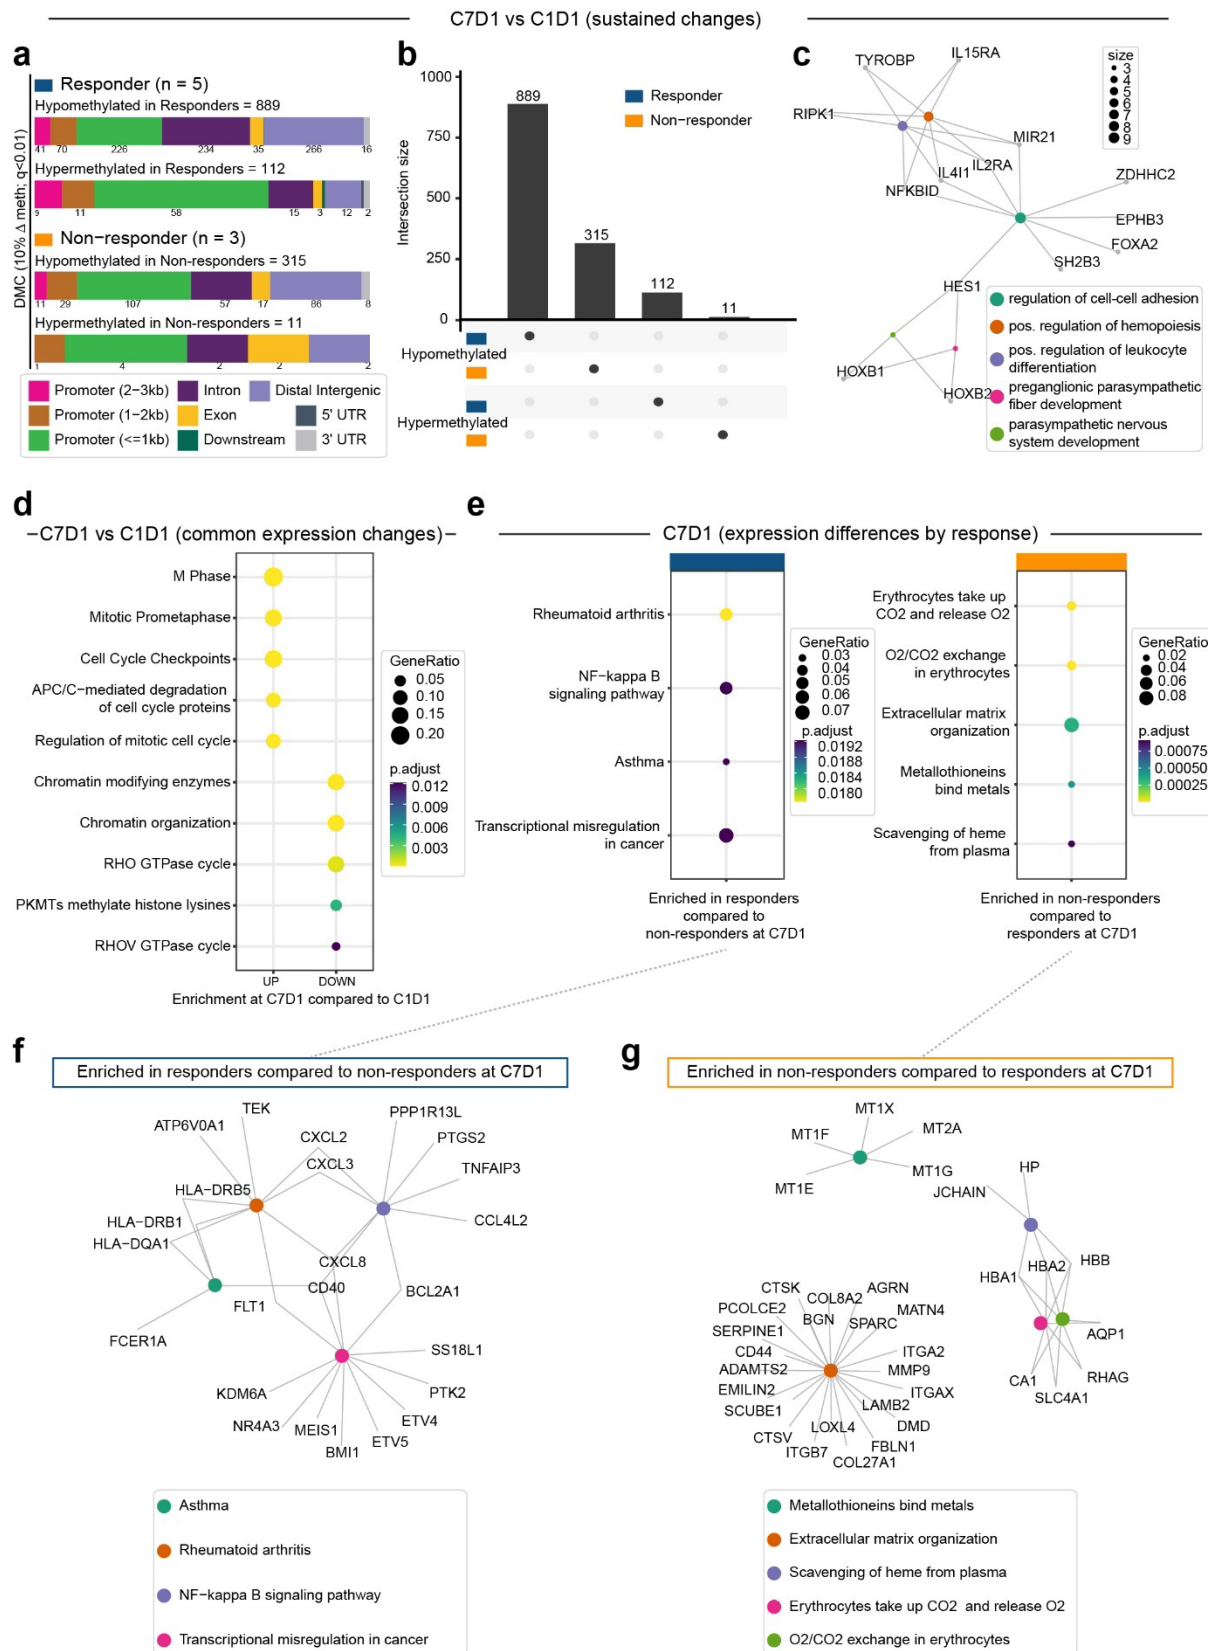 C7D1 vs C1D1 (sustained changes)
a
DMC (10% Δ meth; q<0.01)
Responder (n = 5)
Hypomethylated in Responders = 889
41 70 226 234 35 266 16
Hypermethylated in Responders = 112
9 11 58 15 3 12 2
Non-responder (n = 3)
Hypomethylated in Non-responders = 315
11 29 107 57 17 86 8
Hypermethylated in Non-responders = 11
1 4 2 2 2
Promoter (2-3kb)
Promoter (1-2kb)
Promoter (<=1kb)
Intron
Exon
Downstream
Distal Intergenic
5' UTR
3' UTR
b
Intersection size
1000
750
500
250
0
889
315
112
11
Responder
Non-responder
Hypomethylated
Hypermethylated
c
TYROBP
IL15RA
RIPK1
MIR21
IL2RA
IL4I1
NFKBID
ZDHHC2
EPHB3
FOXA2
SH2B3
HES1
HOXB1
HOXB2
size
3
4
5
6
7
8
9
regulation of cell-cell adhesion
pos. regulation of hemopoiesis
pos. regulation of leukocyte
differentiation
preganglionic parasympathetic
fiber development
parasympathetic nervous
system development
d
C7D1 vs C1D1 (common expression changes)
M Phase
Mitotic Prometaphase
Cell Cycle Checkpoints
APC/C-mediated degradation
of cell cycle proteins
Regulation of mitotic cell cycle
Chromatin modifying enzymes
Chromatin organization
RHO GTPase cycle
PKMTs methylate histone lysines
RHOV GTPase cycle
UP DOWN
Enrichment at C7D1 compared to C1D1
GeneRatio
0.05
0.10
0.15
0.20
p.adjust
0.012
0.009
0.006
0.003
e
C7D1 (expression differences by response)
Rheumatoid arthritis
NF-kappa B
signaling pathway
Asthma
Transcriptional misregulation
in cancer
Enriched in responders
compared to
non-responders at C7D1
GeneRatio
0.03
0.04
0.05
0.06
0.07
p.adjust
0.0192
0.0188
0.0184
0.0180
Erythrocytes take up
CO2 and release O2
O2/CO2 exchange
in erythrocytes
Extracellular matrix
organization
Metallothioneins
bind metals
Scavenging of heme
from plasma
Enriched in non-responders
compared to
responders at C7D1
GeneRatio
0.02
0.04
0.06
0.08
p.adjust
0.00075
0.00050
0.00025
f
Enriched in responders compared to non-responders at C7D1
TEK
ATP6V0A1
CXCL2
CXCL3
PPP1R13L
PTGS2
TNFAIP3
CCL4L2
HLA-DRB5
HLA-DRB1
HLA-DQA1
CXCL8
CD40
BCL2A1
FLT1
FCER1A
SS18L1
KDM6A
PTK2
NR4A3
MEIS1
ETV4
ETV5
BMI1
Asthma
Rheumatoid arthritis
NF-kappa B signaling pathway
Transcriptional misregulation in cancer
g
Enriched in non-responders compared to responders at C7D1
MT1X
MT1F
MT2A
MT1G
MT1E
HP
JCHAIN
HBB
HBA2
HBA1
AQP1
RHAG
CA1
SLC4A1
CTSK
AGRN
COL8A2
PCOLCE2
MATN4
BGN
SPARC
SERPINE1
CD44
ITGA2
ADAMTS2
MMP9
EMILIN2
ITGAX
SCUBE1
LAMB2
LOXL4
DMD
CTSV
FBLN1
ITGB7
COL27A1
Metallothioneins bind metals
Extracellular matrix organization
Scavenging of heme from plasma
Erythrocytes take up CO2 and release O2
O2/CO2 exchange in erythrocytes